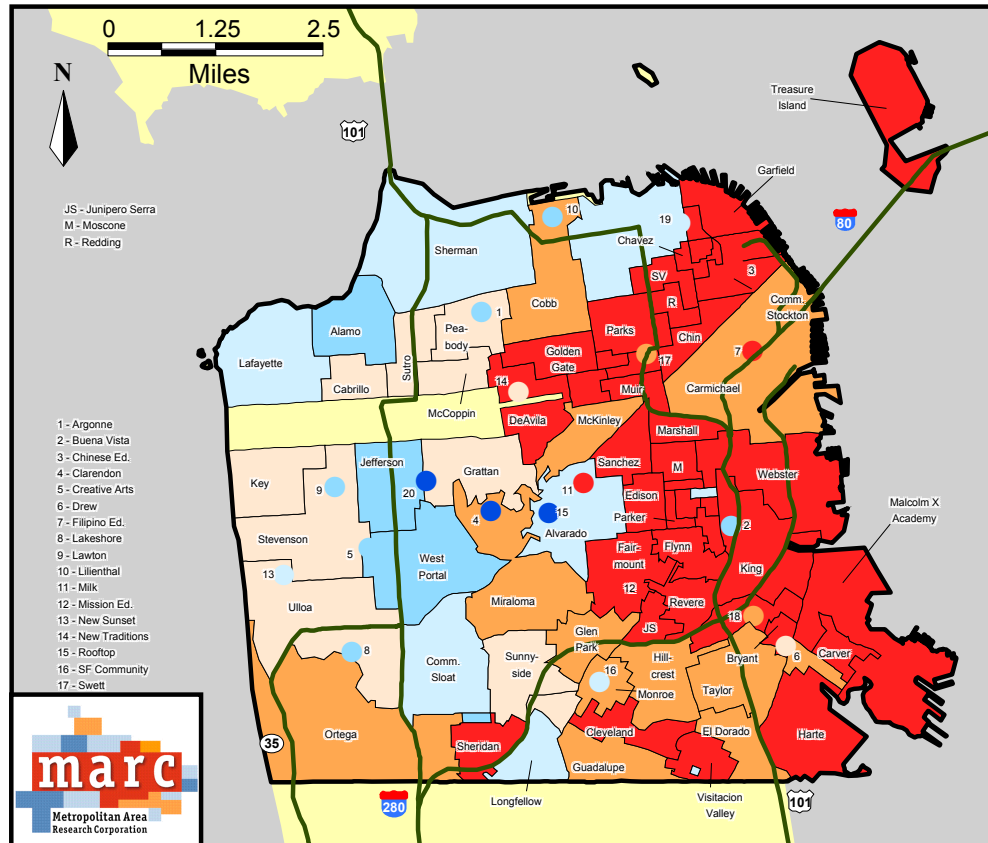 0 1.25 2.5
Miles
N
101
Treasure
Island
Garfield
JS - Junipero Serra
M - Moscone
R - Redding
80
10
19
Sherman
Chavez
SV
3
R
Comm.
Stockton
Cobb
1
Pea-
body
Alamo
Parks
Chin
Lafayette
Sutro
Golden
Gate
17
7
Cabrillo
14
Muir
Carmichael
McCoppin
DeAvila
McKinley
Marshall
1 - Argonne
2 - Buena Vista
3 - Chinese Ed.
4 - Clarendon
5 - Creative Arts
6 - Drew
7 - Filipino Ed.
8 - Lakeshore
9 - Lawton
10 - Lilienthal
11 - Milk
12 - Mission Ed.
13 - New Sunset
14 - New Traditions
15 - Rooftop
16 - SF Community
17 - Swett
Jefferson
Grattan
Sanchez
M
Webster
Key
9
20
11
Edison
Malcolm X
Academy
4
15
Parker
2
Stevenson
5
Alvarado
West
Portal
Fair-
mount
Flynn
King
13
12
Ulloa
Miraloma
Revere
18
Glen
Park
JS
8
Comm.
Sloat
Sunny-
side
Hill-
crest
Bryant
6
Carver
16
Monroe
Taylor
Ortega
35
Sheridan
Cleveland
El Dorado
Harte
Guadalupe
Longfellow
Visitacion
Valley
101
280
marc
Metropolitan Area
Research Corporation